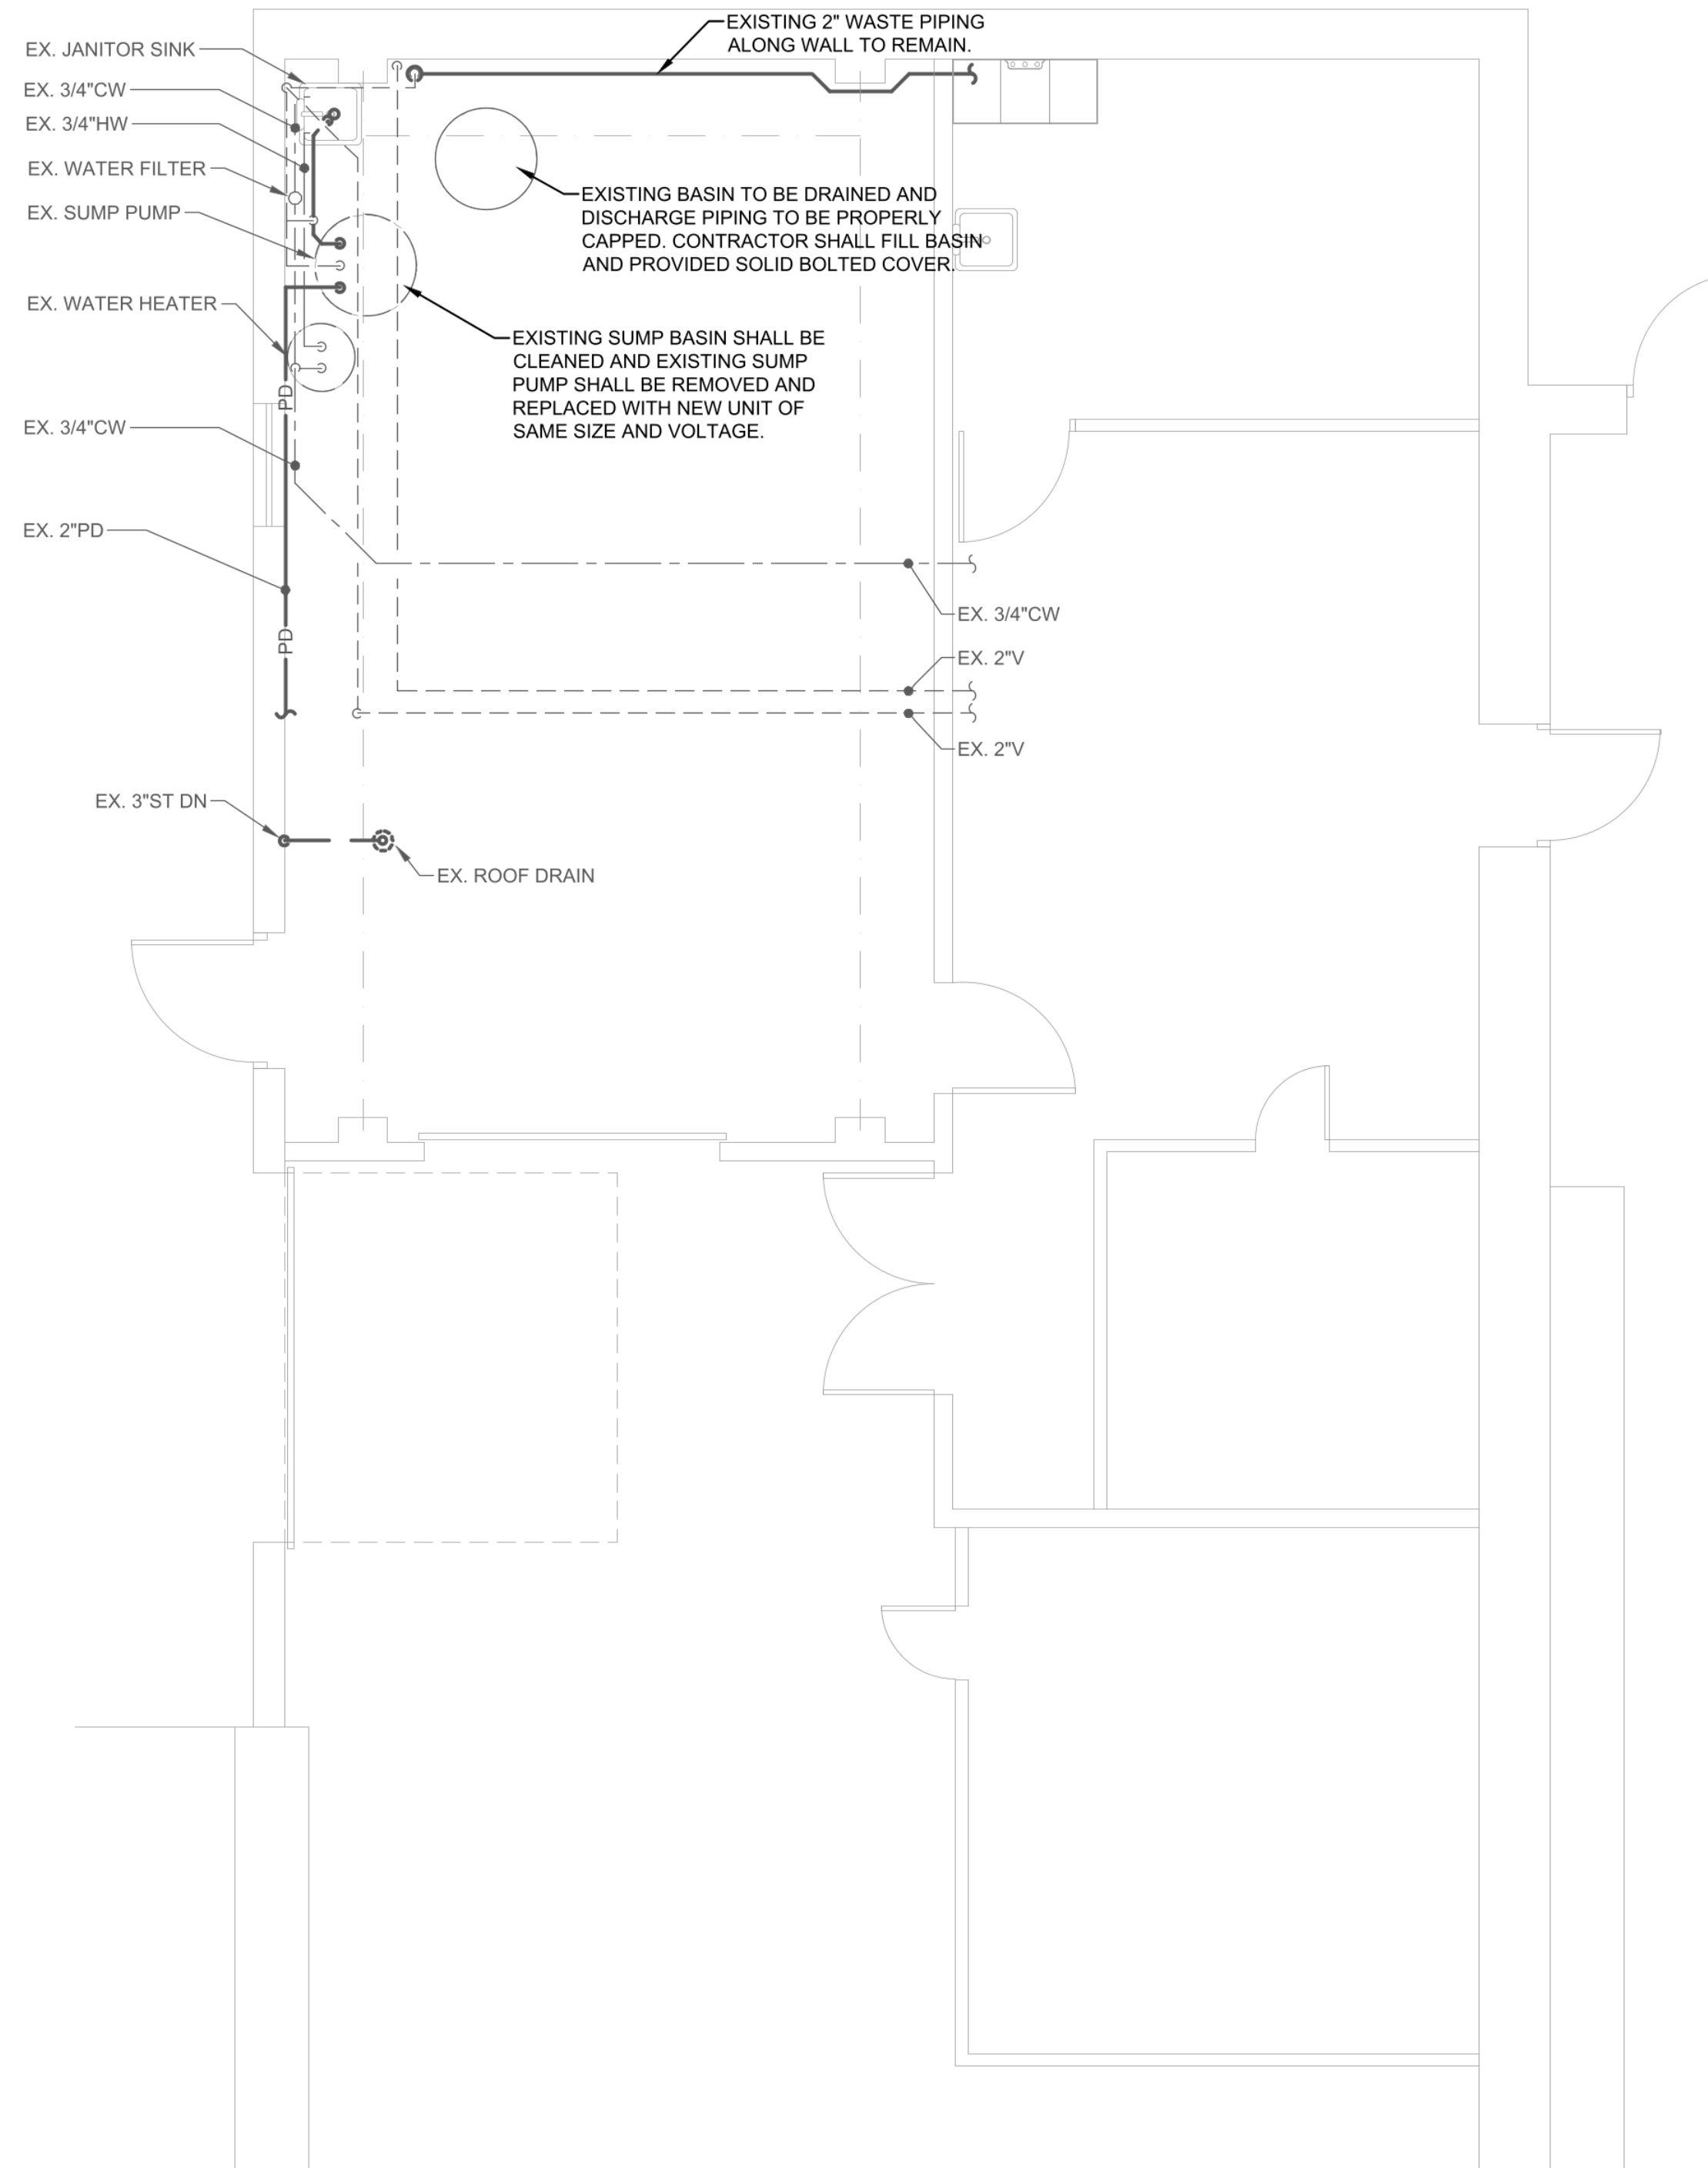 EXISTING 2" WASTE PIPING
ALONG WALL TO REMAIN.
EX. JANITOR SINK
EX. 3/4"CW
EX. 3/4"HW
EX. WATER FILTER
EX. SUMP PUMP
EXISTING BASIN TO BE DRAINED AND
DISCHARGE PIPING TO BE PROPERLY
CAPPED. CONTRACTOR SHALL FILL BASIN
AND PROVIDED SOLID BOLTED COVER.
EX. WATER HEATER
EXISTING SUMP BASIN SHALL BE
CLEANED AND EXISTING SUMP
PUMP SHALL BE REMOVED AND
REPLACED WITH NEW UNIT OF
SAME SIZE AND VOLTAGE.
PD
EX. 3/4"CW
EX. 2"PD
EX. 3/4"CW
PD
EX. 2"V
EX. 2"V
EX. 3"ST DN
EX. ROOF DRAIN